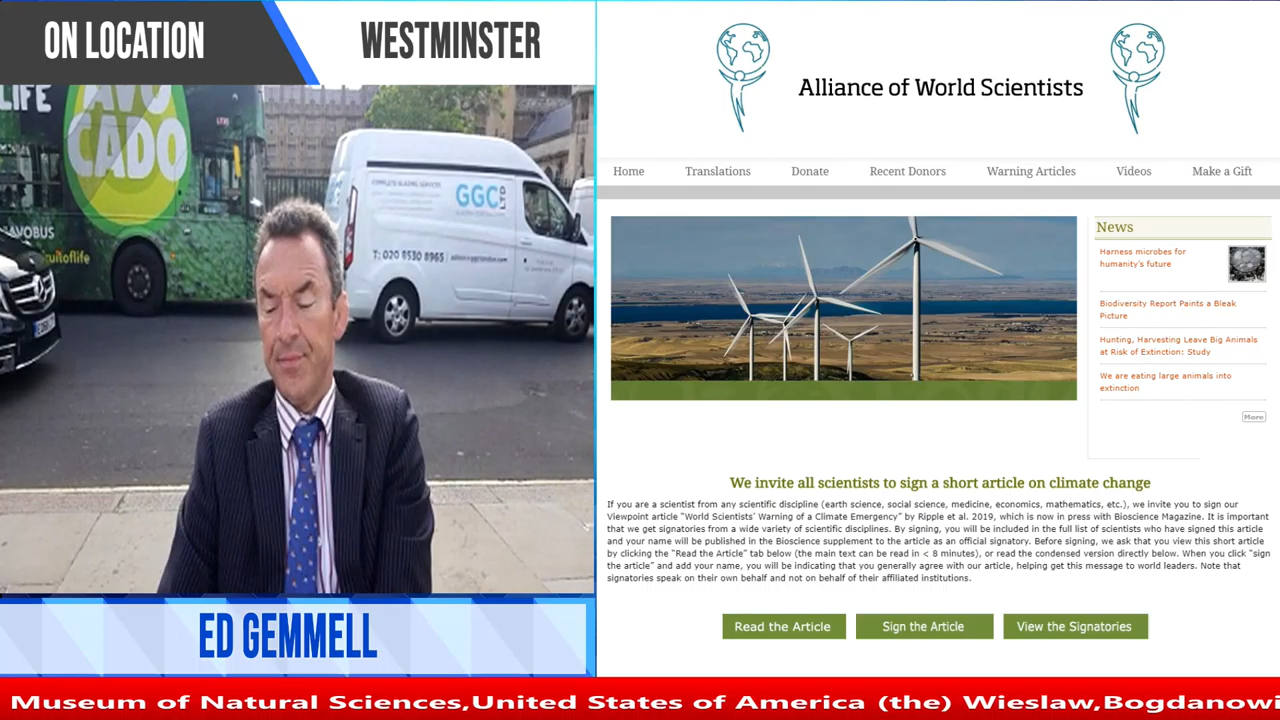 ON LOCATION
WESTMINSTER
LIFE
AVO
CADO
AVOBUS
fruitoflife
GGC
LTD
T: 020 8530 8965
ED GEMMELL
Alliance of World Scientists
Home Translations Donate Recent Donors Warning Articles Videos Make a Gift
News
Harness microbes for
humanity's future
Biodiversity Report Paints a Bleak
Picture
Hunting, Harvesting Leave Big Animals
at Risk of Extinction: Study
We are eating large animals into
extinction
More
We invite all scientists to sign a short article on climate change
If you are a scientist from any scientific discipline (earth science, social science, medicine, economics, mathematics, etc.), we invite you to sign our
Viewpoint article "World Scientists' Warning of a Climate Emergency" by Ripple et al. 2019, which is now in press with Bioscience Magazine. It is important
that we get signatories from a wide variety of scientific disciplines. By signing, you will be included in the full list of scientists who have signed this article
and your name will be published in the Bioscience supplement to the article as an official signatory. Before signing, we ask that you view this short article
by clicking the "Read the Article" tab below (the main text can be read in < 8 minutes), or read the condensed version directly below. When you click "sign
the article" and add your name, you will be indicating that you generally agree with our article, helping get this message to world leaders. Note that
signatories speak on their own behalf and not on behalf of their affiliated institutions.
Read the Article Sign the Article View the Signatories
Museum of Natural Sciences,United States of America (the) Wieslaw,Bogdanowi